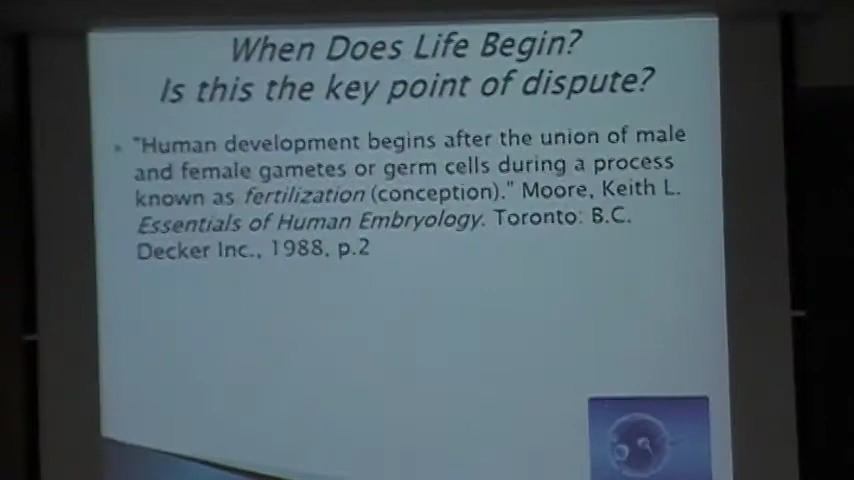 When Does Life Begin?
Is this the key point of dispute?
"Human development begins after the union of male
and female gametes or germ cells during a process
known as fertilization (conception)." Moore, Keith L.
Essentials of Human Embryology. Toronto: B.C.
Decker Inc., 1988, p.2